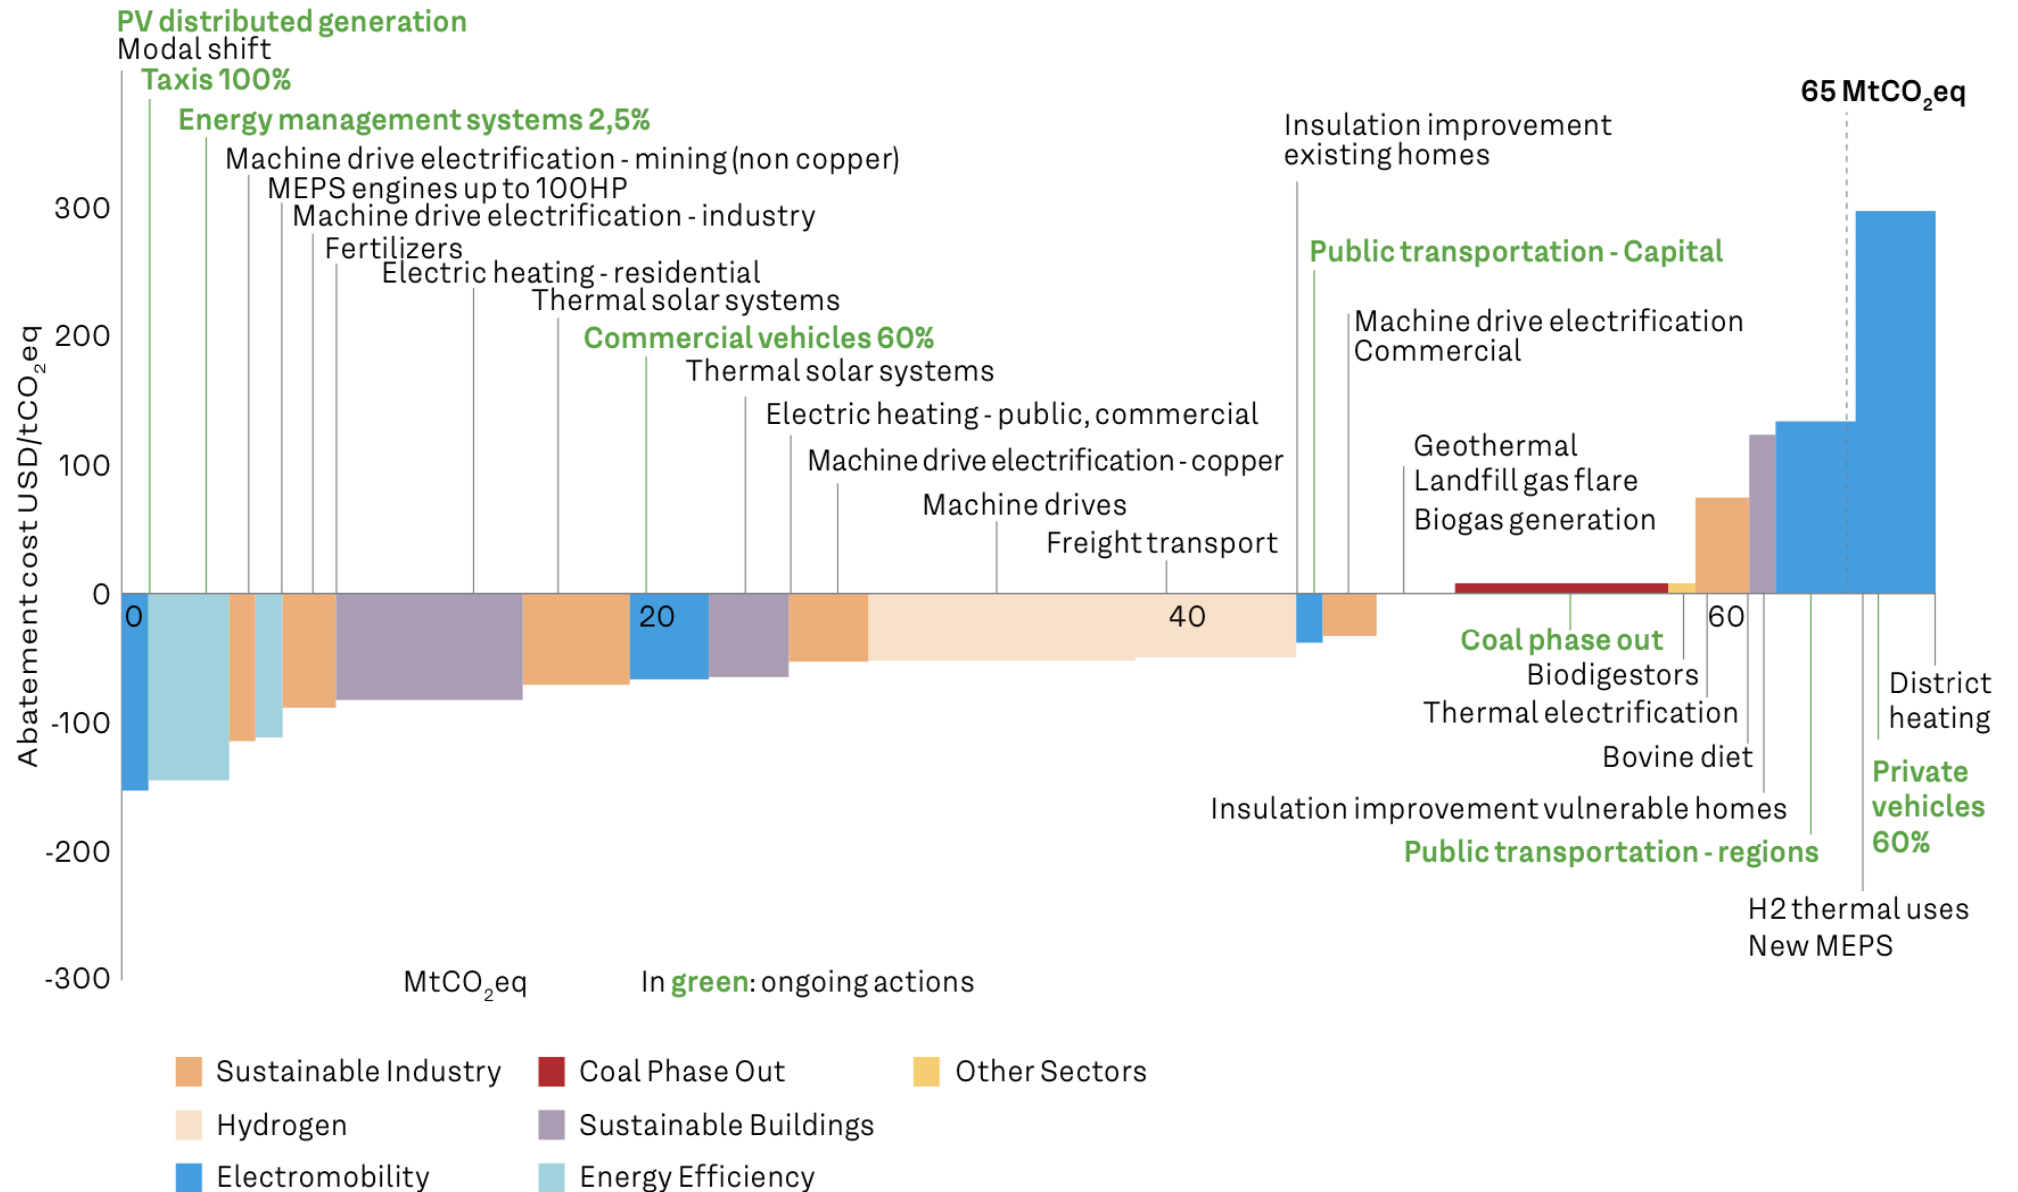 PV distributed generation
Modal shift
Taxis 100%
Energy management systems 2,5%
Machine drive electrification - mining (non copper)
MEPS engines up to 100HP
Machine drive electrification - industry
Fertilizers
Electric heating - residential
Thermal solar systems
Commercial vehicles 60%
Thermal solar systems
Electric heating - public, commercial
Machine drive electrification - copper
Machine drives
Freight transport
Insulation improvement
existing homes
Public transportation - Capital
Machine drive electrification
Commercial
Geothermal
Landfill gas flare
Biogas generation
65 MtCO₂eq
Abatement cost USD/tCO₂eq
300
200
100
0
-100
-200
-300
0
20
40
60
Coal phase out
Biodigestors
Thermal electrification
Bovine diet
Insulation improvement vulnerable homes
Public transportation - regions
District
heating
Private
vehicles
60%
H2 thermal uses
New MEPS
MtCO₂eq
In green: ongoing actions
Sustainable Industry
Coal Phase Out
Other Sectors
Hydrogen
Sustainable Buildings
Electromobility
Energy Efficiency